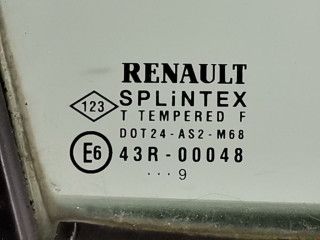 RENAULT
123 SPLiNTEX
T TEMPERED F
DOT24-AS2-M68
E6 43R-00048
··· 9